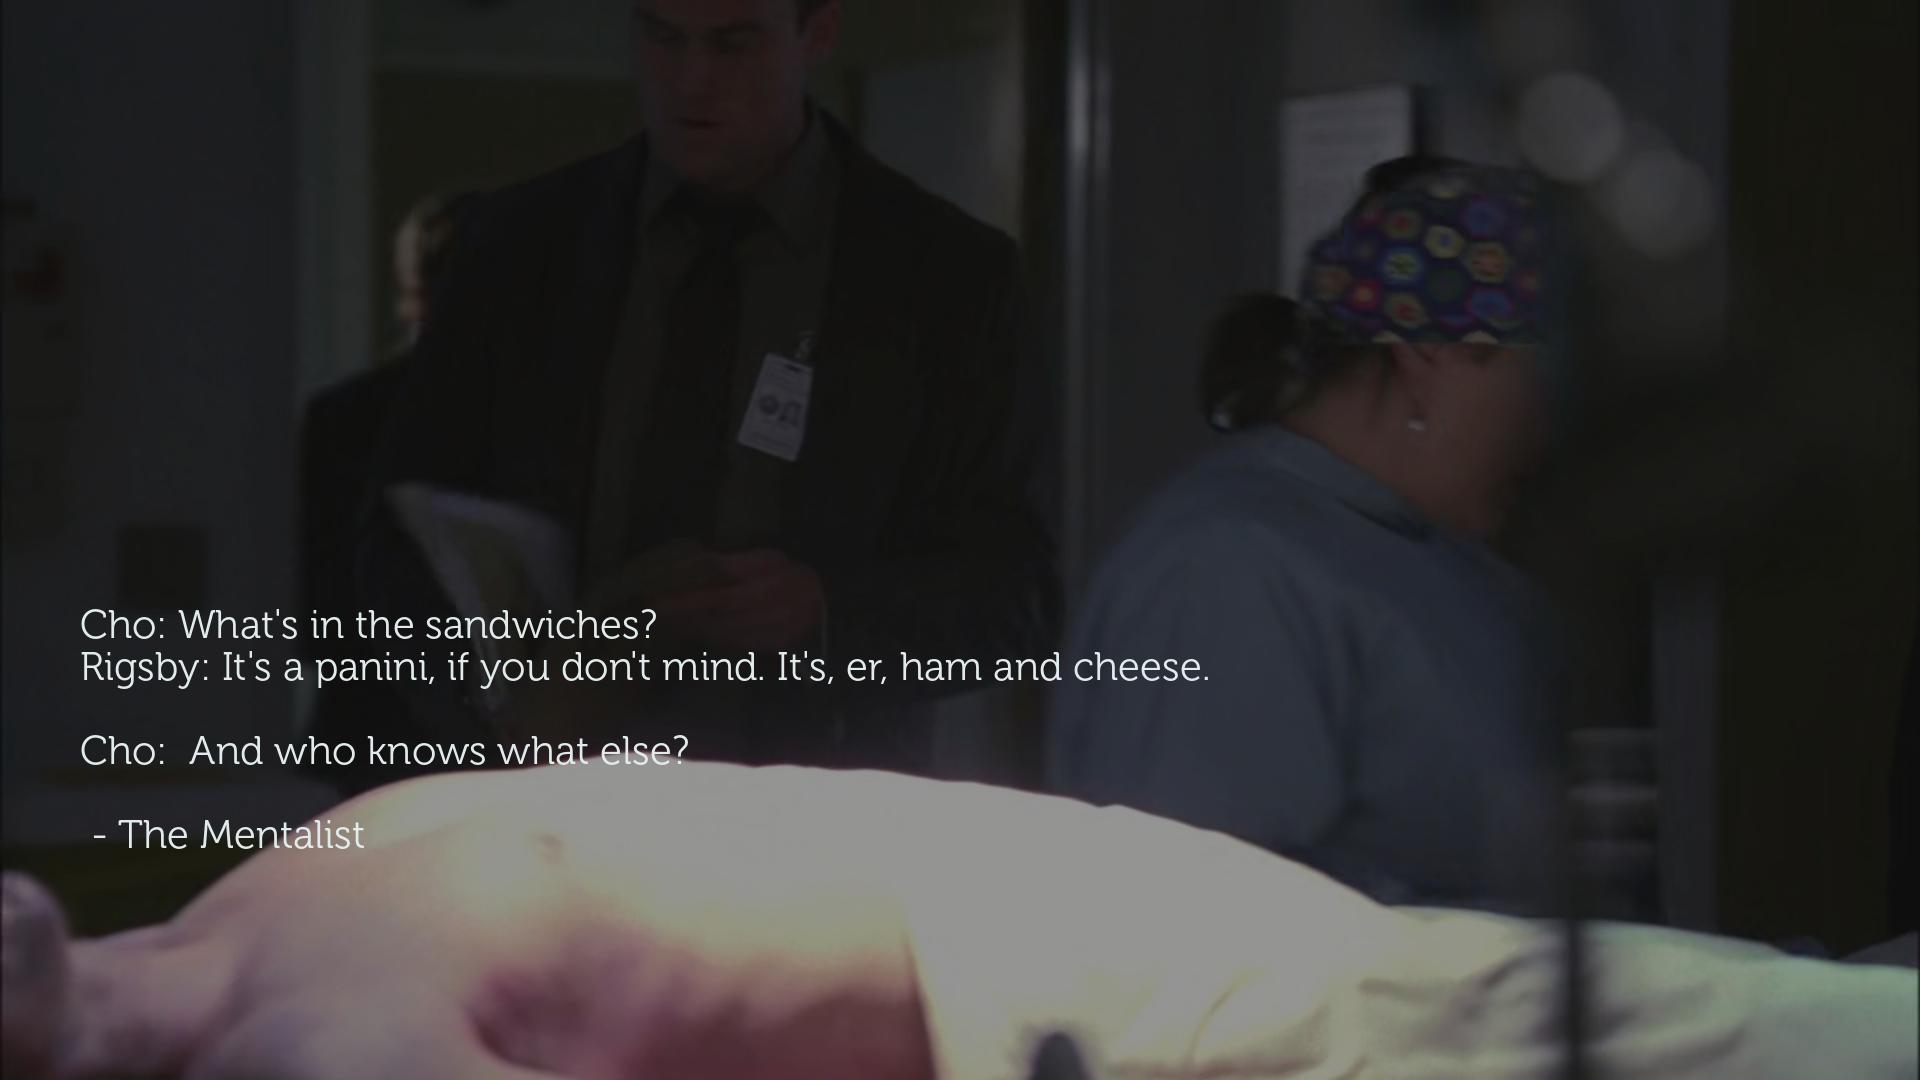 Cho: What's in the sandwiches?
Rigsby: It's a panini, if you don't mind. It's, er, ham and cheese.
Cho:  And who knows what else?
- The Mentalist